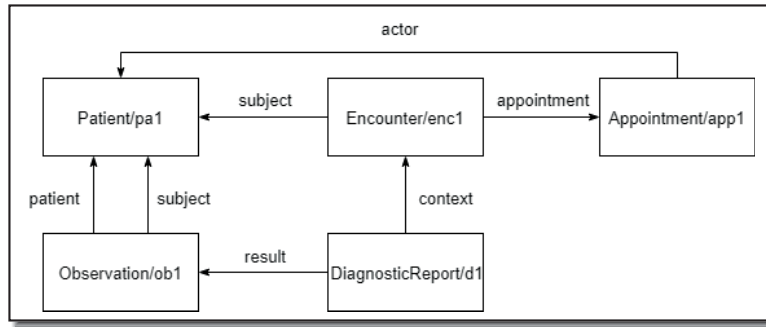 actor
Patient/pa1
subject
Encounter/enc1
appointment
Appointment/app1
patient
subject
context
Observation/ob1
result
DiagnosticReport/d1